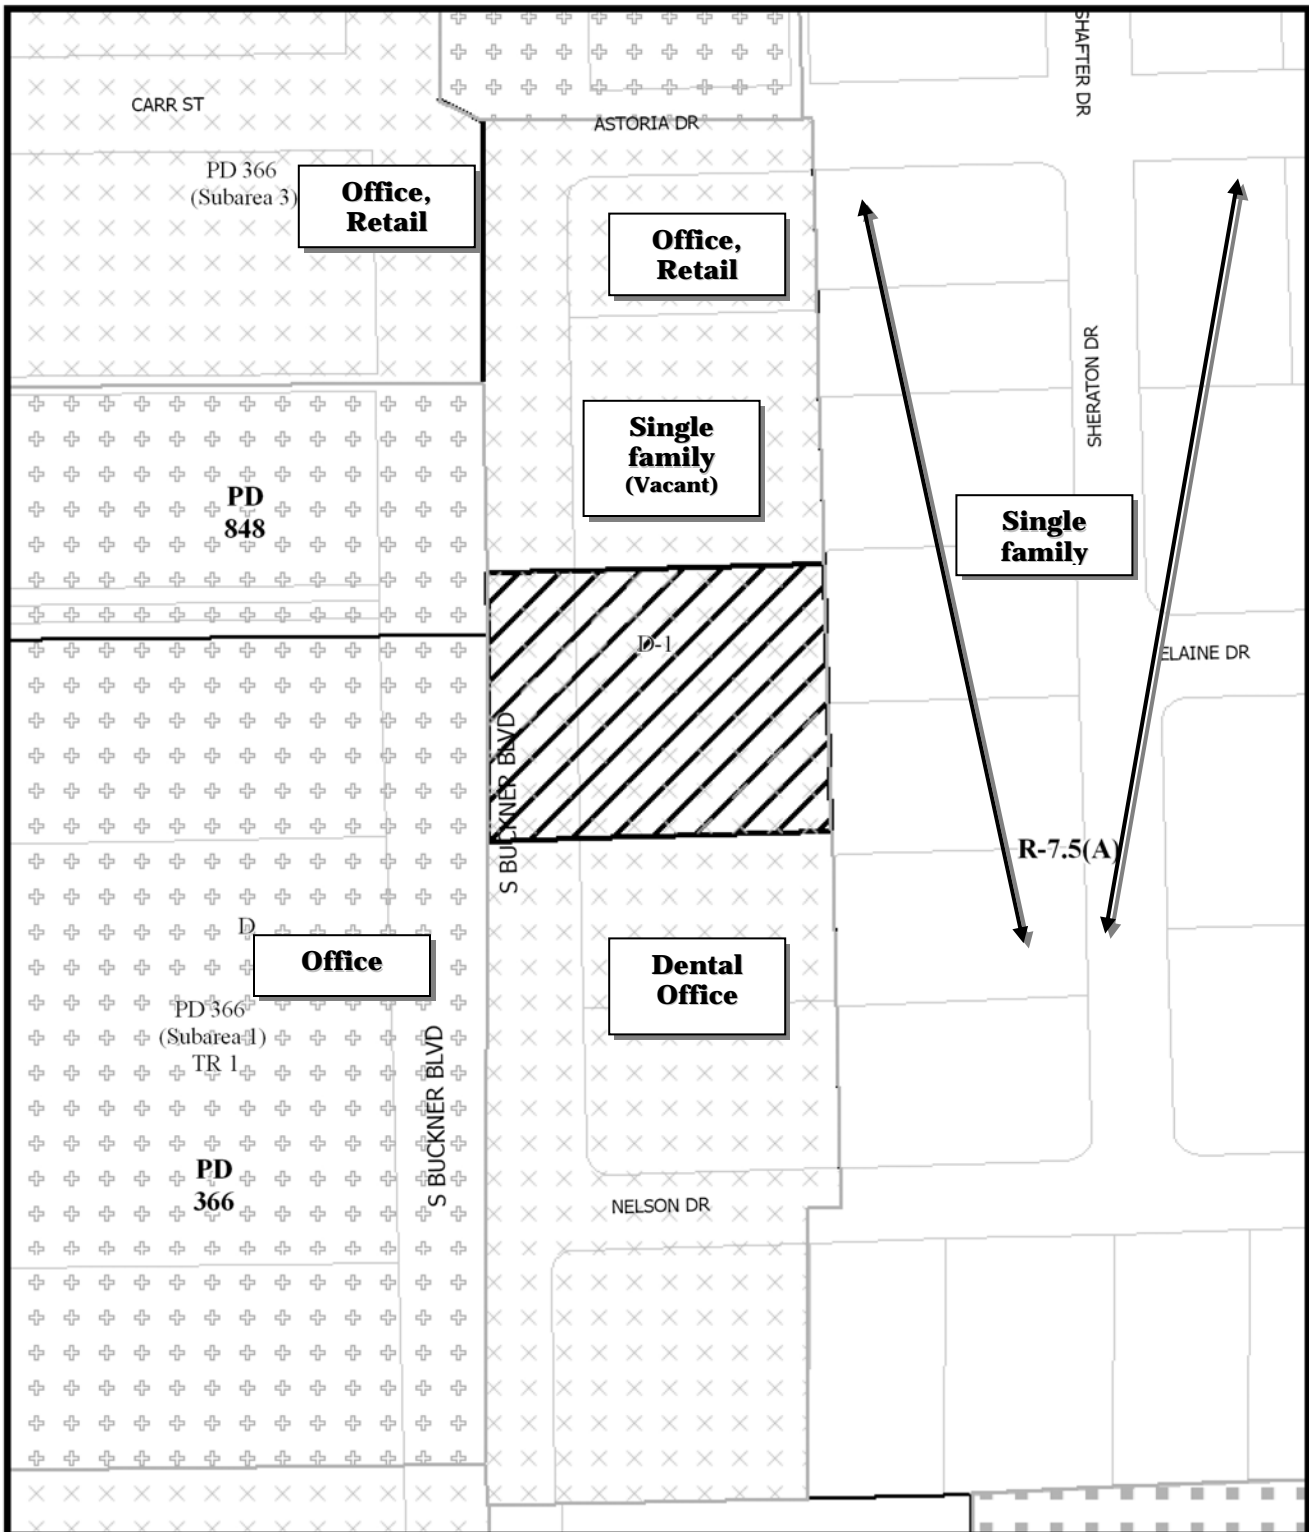 SHAFTER DR
CARR ST
ASTORIA DR
PD 366
(Subarea 3)
Office,
Retail
Office,
Retail
SHERATON DR
Single
family
(Vacant)
PD
848
Single
family
D-1
ELAINE DR
S BUCKNER BLVD
R-7.5(A)
D
Office
Dental
Office
PD 366
(Subarea 1)
TR 1
S BUCKNER BLVD
PD
366
NELSON DR